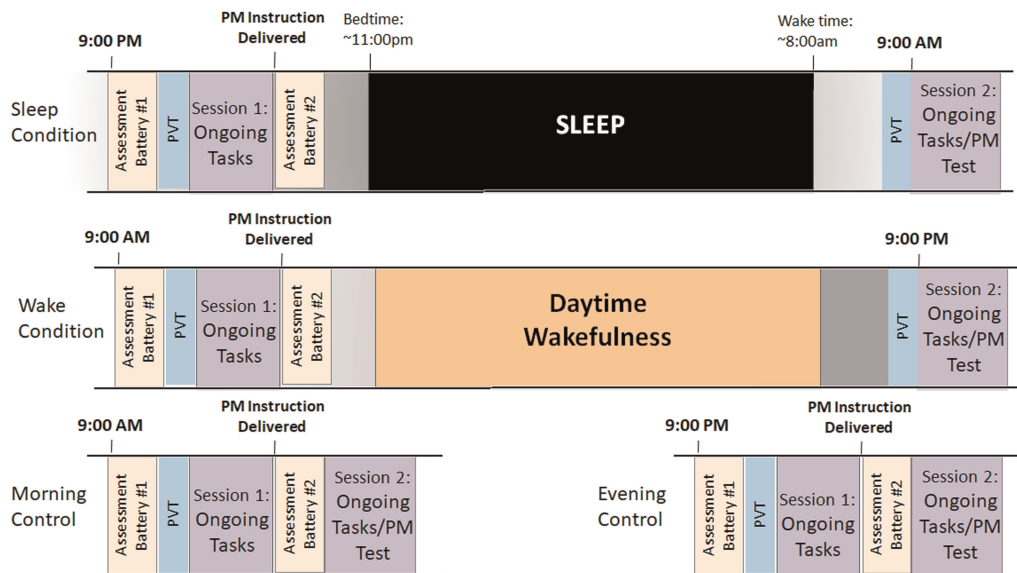 PM Instruction
Delivered
Bedtime:
~11:00pm
Wake time:
~8:00am
9:00 PM
9:00 AM
Sleep
Condition
Assessment
Battery #1
PVT
Session 1:
Ongoing
Tasks
Assessment
Battery #2
SLEEP
PVT
Session 2:
Ongoing
Tasks/PM
Test
PM Instruction
Delivered
9:00 AM
9:00 PM
Wake
Condition
Assessment
Battery #1
PVT
Session 1:
Ongoing
Tasks
Assessment
Battery #2
Daytime
Wakefulness
PVT
Session 2:
Ongoing
Tasks/PM
Test
9:00 AM
PM Instruction
Delivered
Morning
Control
Assessment
Battery #1
PVT
Session 1:
Ongoing
Tasks
Assessment
Battery #2
Session 2:
Ongoing
Tasks/PM
Test
9:00 PM
PM Instruction
Delivered
Evening
Control
Assessment
Battery #1
PVT
Session 1:
Ongoing
Tasks
Assessment
Battery #2
Session 2:
Ongoing
Tasks/PM
Test